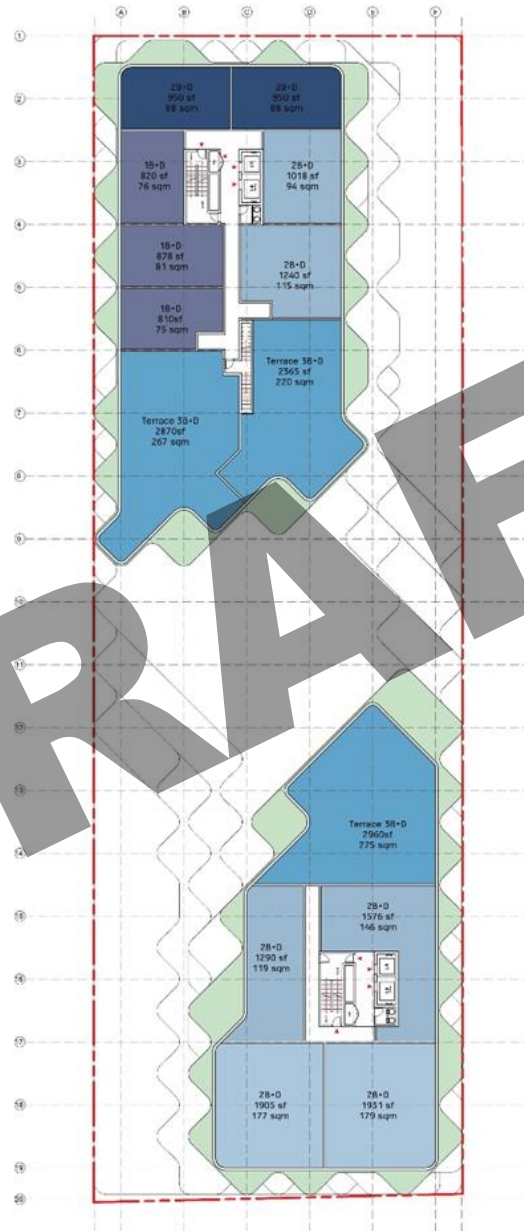 A B C D E F
1
2B+D 2B+D
950 sf 950 sf
88 sqm 88 sqm
2
3
1B+D 2B+D
820 sf 1018 sf
76 sqm 94 sqm
4
1B+D
878 sf
81 sqm
2B+D
1240 sf
115 sqm
5
1B+D
810sf
75 sqm
6
Terrace 3B+D
2365 sf
220 sqm
7
Terrace 3B+D
2870sf
267 sqm
8
9
10
RAF
11
12
13
Terrace 3B+D
2960sf
275 sqm
14
15
2B+D
1576 sf
146 sqm
2B+D
1290 sf
119 sqm
16
17
2B+D 2B+D
1905 sf 1931 sf
177 sqm 179 sqm
18
19
20